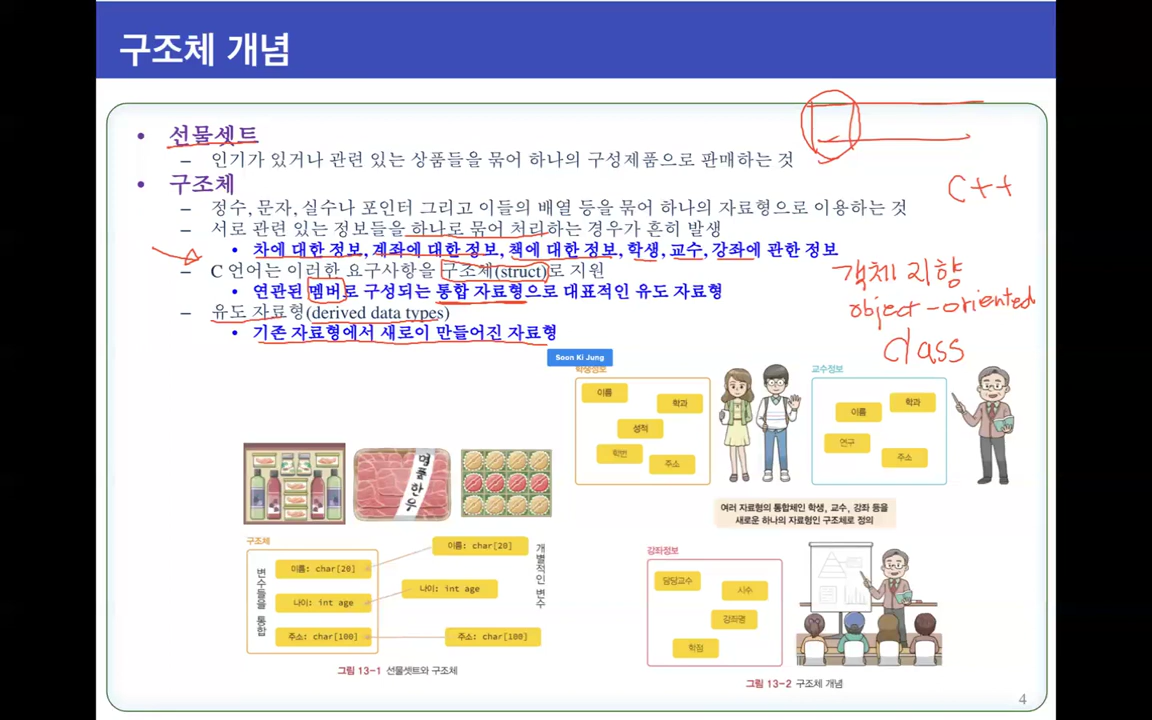 구조체 개념
• 선물셋트
– 인기가 있거나 관련 있는 상품들을 묶어 하나의 구성제품으로 판매하는 것
• 구조체
– 정수, 문자, 실수나 포인터 그리고 이들의 배열 등을 묶어 하나의 자료형으로 이용하는 것
– 서로 관련 있는 정보들을 하나로 묶어 처리하는 경우가 흔히 발생
• 차에 대한 정보, 계좌에 대한 정보, 책에 대한 정보, 학생, 교수, 강좌에 관한 정보
– C 언어는 이러한 요구사항을 구조체(struct)로 지원
• 연관된 멤버로 구성되는 통합 자료형으로 대표적인 유도 자료형
– 유도 자료형(derived data types)
• 기존 자료형에서 새로이 만들어진 자료형
C++
객체 지향
object-oriented
class
Soon Ki Jung
학생정보
이름
학과
성적
학번
주소
교수정보
이름
학과
연구
주소
여러 자료형의 통합체인 학생, 교수, 강좌 등을
새로운 하나의 자료형인 구조체로 정의
명품한우
구조체
변수들을 통합
이름: char[20]
나이: int age
주소: char[100]
이름: char[20]
나이: int age
주소: char[100]
개별적인 변수
그림 13-1 선물셋트와 구조체
강좌정보
담당교수
시수
강좌명
학점
그림 13-2 구조체 개념
4